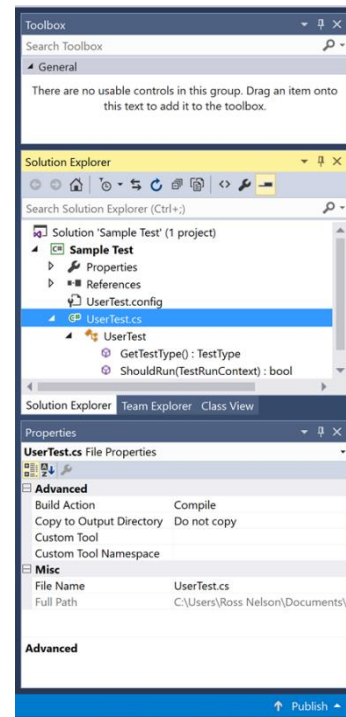 Toolbox
Search Toolbox
General
There are no usable controls in this group. Drag an item onto
this text to add it to the toolbox.
Solution Explorer
Search Solution Explorer (Ctrl+;)
Solution 'Sample Test' (1 project)
C# Sample Test
Properties
References
UserTest.config
C# UserTest.cs
UserTest
GetTestType() : TestType
ShouldRun(TestRunContext) : bool
Solution Explorer Team Explorer Class View
Properties
UserTest.cs File Properties
Advanced
Build Action Compile
Copy to Output Directory Do not copy
Custom Tool
Custom Tool Namespace
Misc
File Name UserTest.cs
Full Path C:\Users\Ross Nelson\Documents\
Advanced
Publish